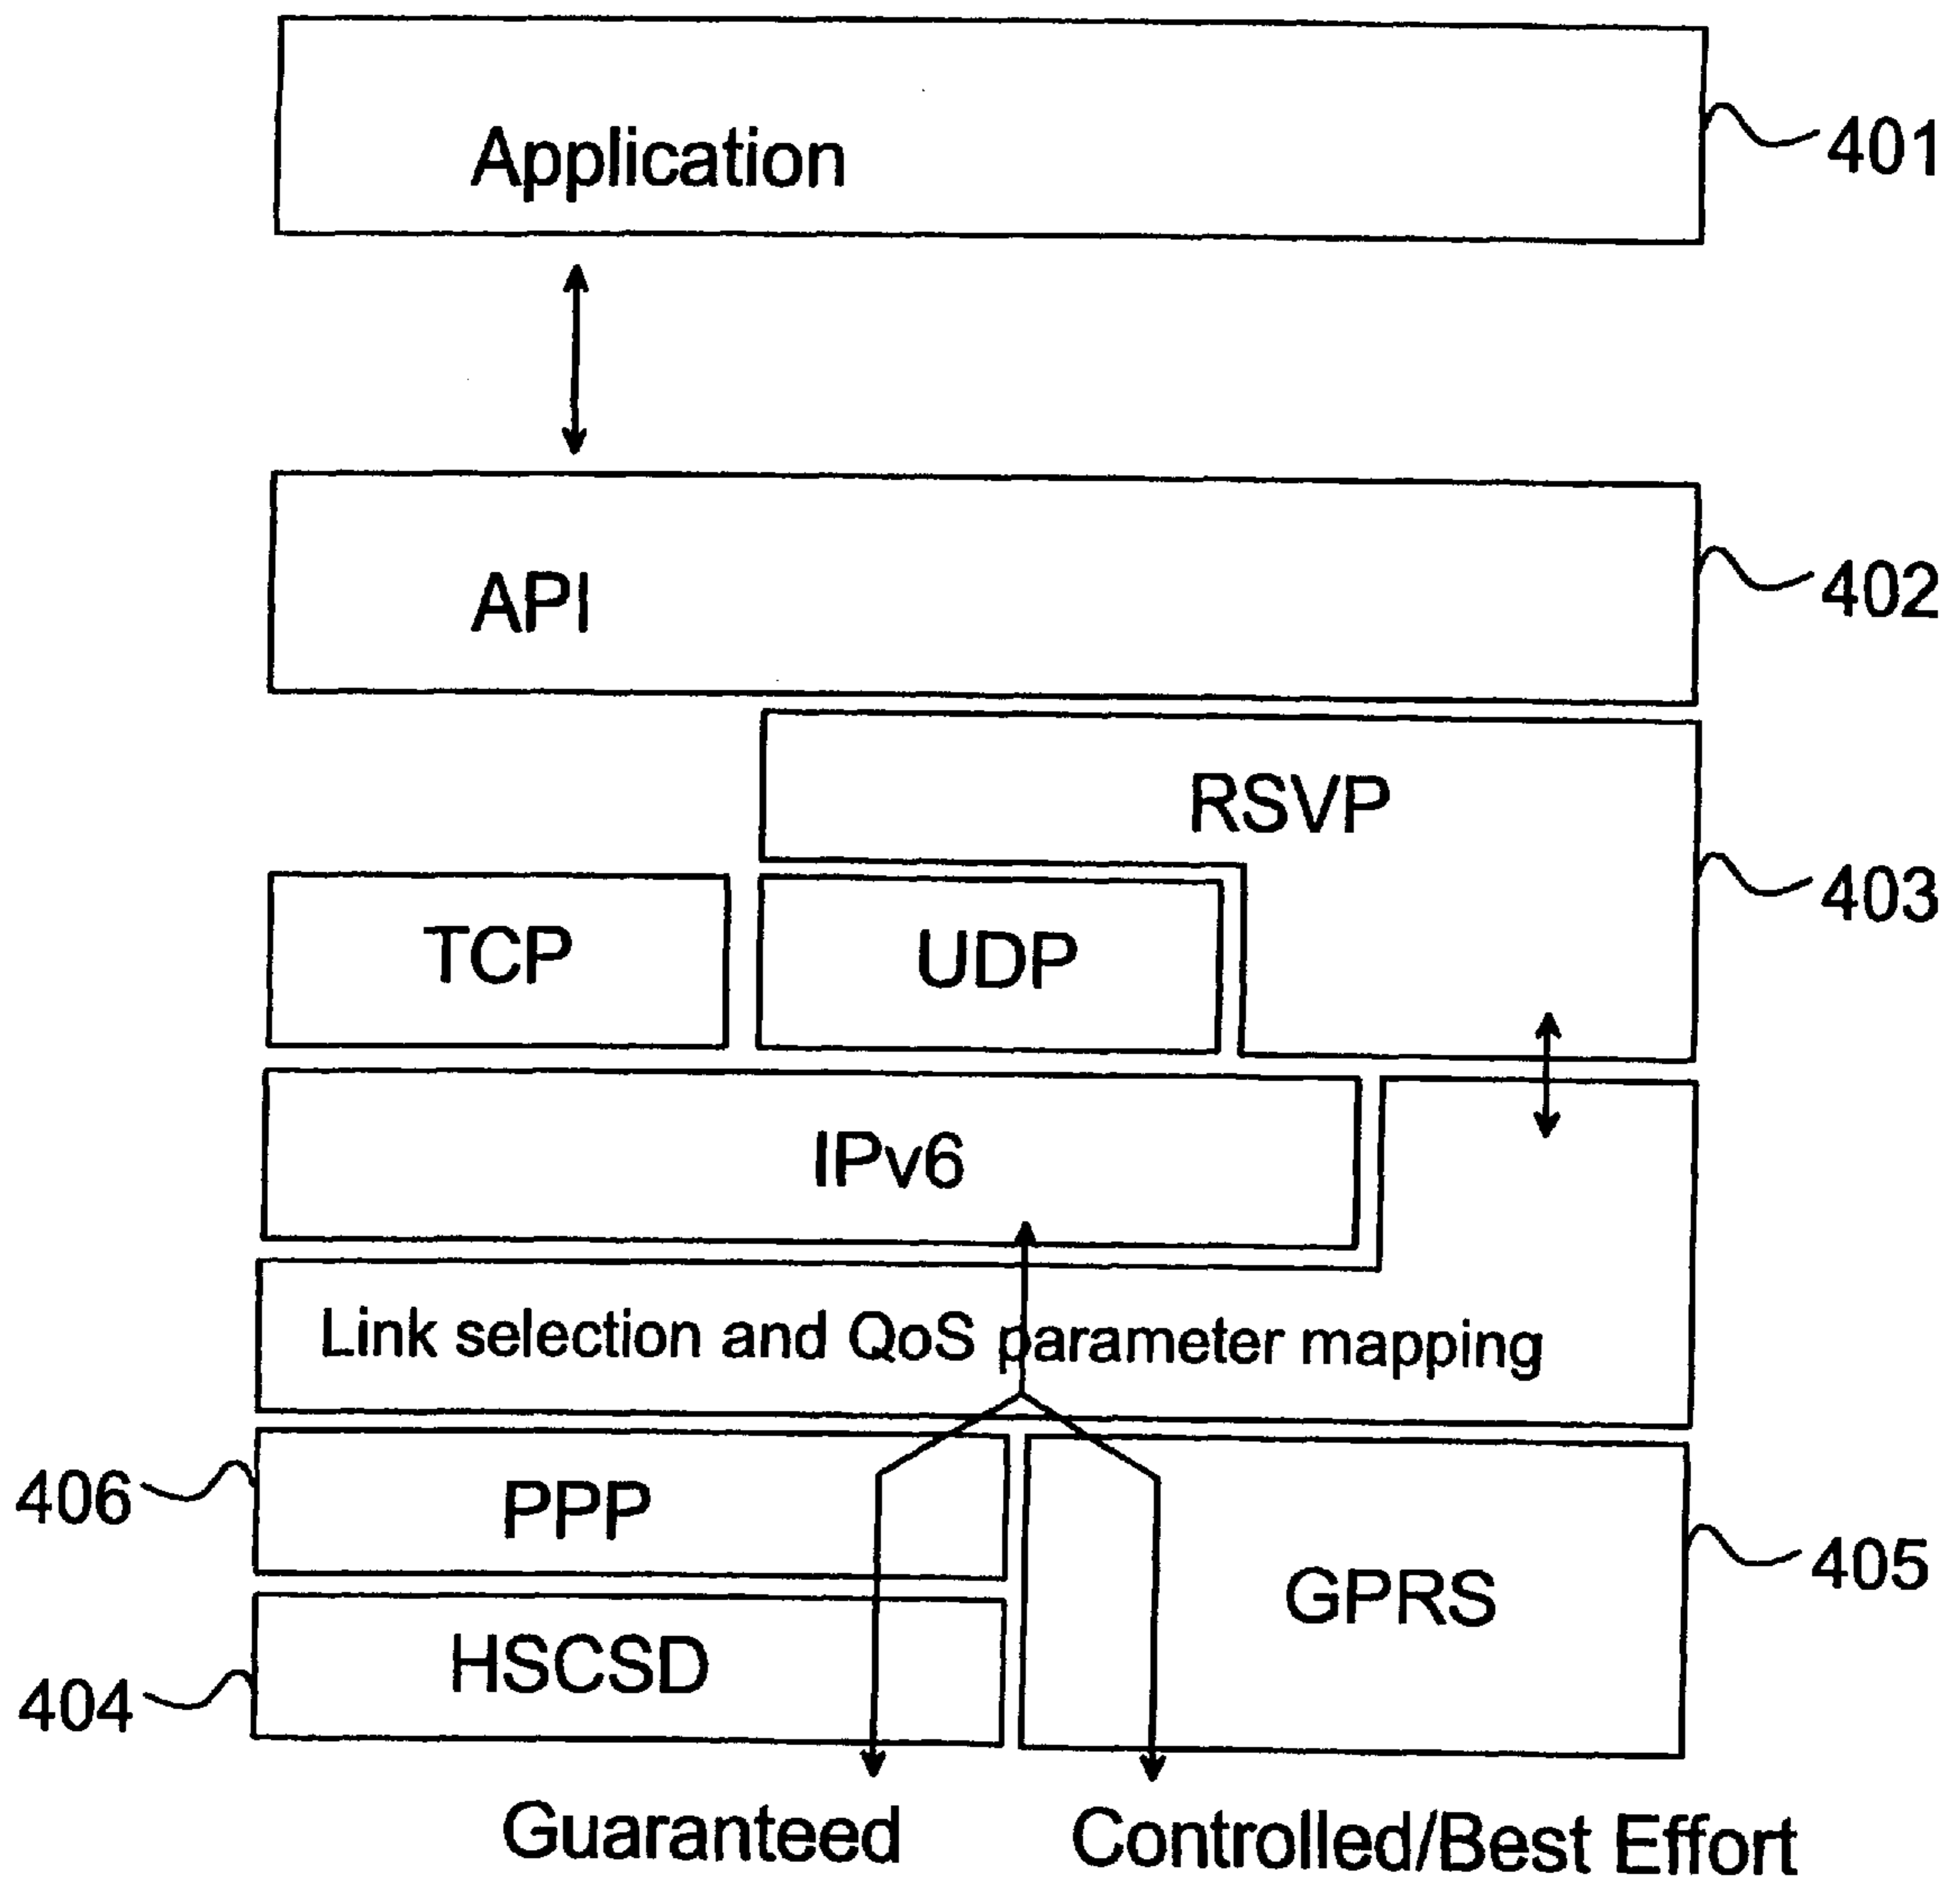 Application
401
API
402
RSVP
403
TCP
UDP
IPv6
Link selection and QoS parameter mapping
406
PPP
GPRS
405
HSCSD
404
Guaranteed
Controlled/Best Effort